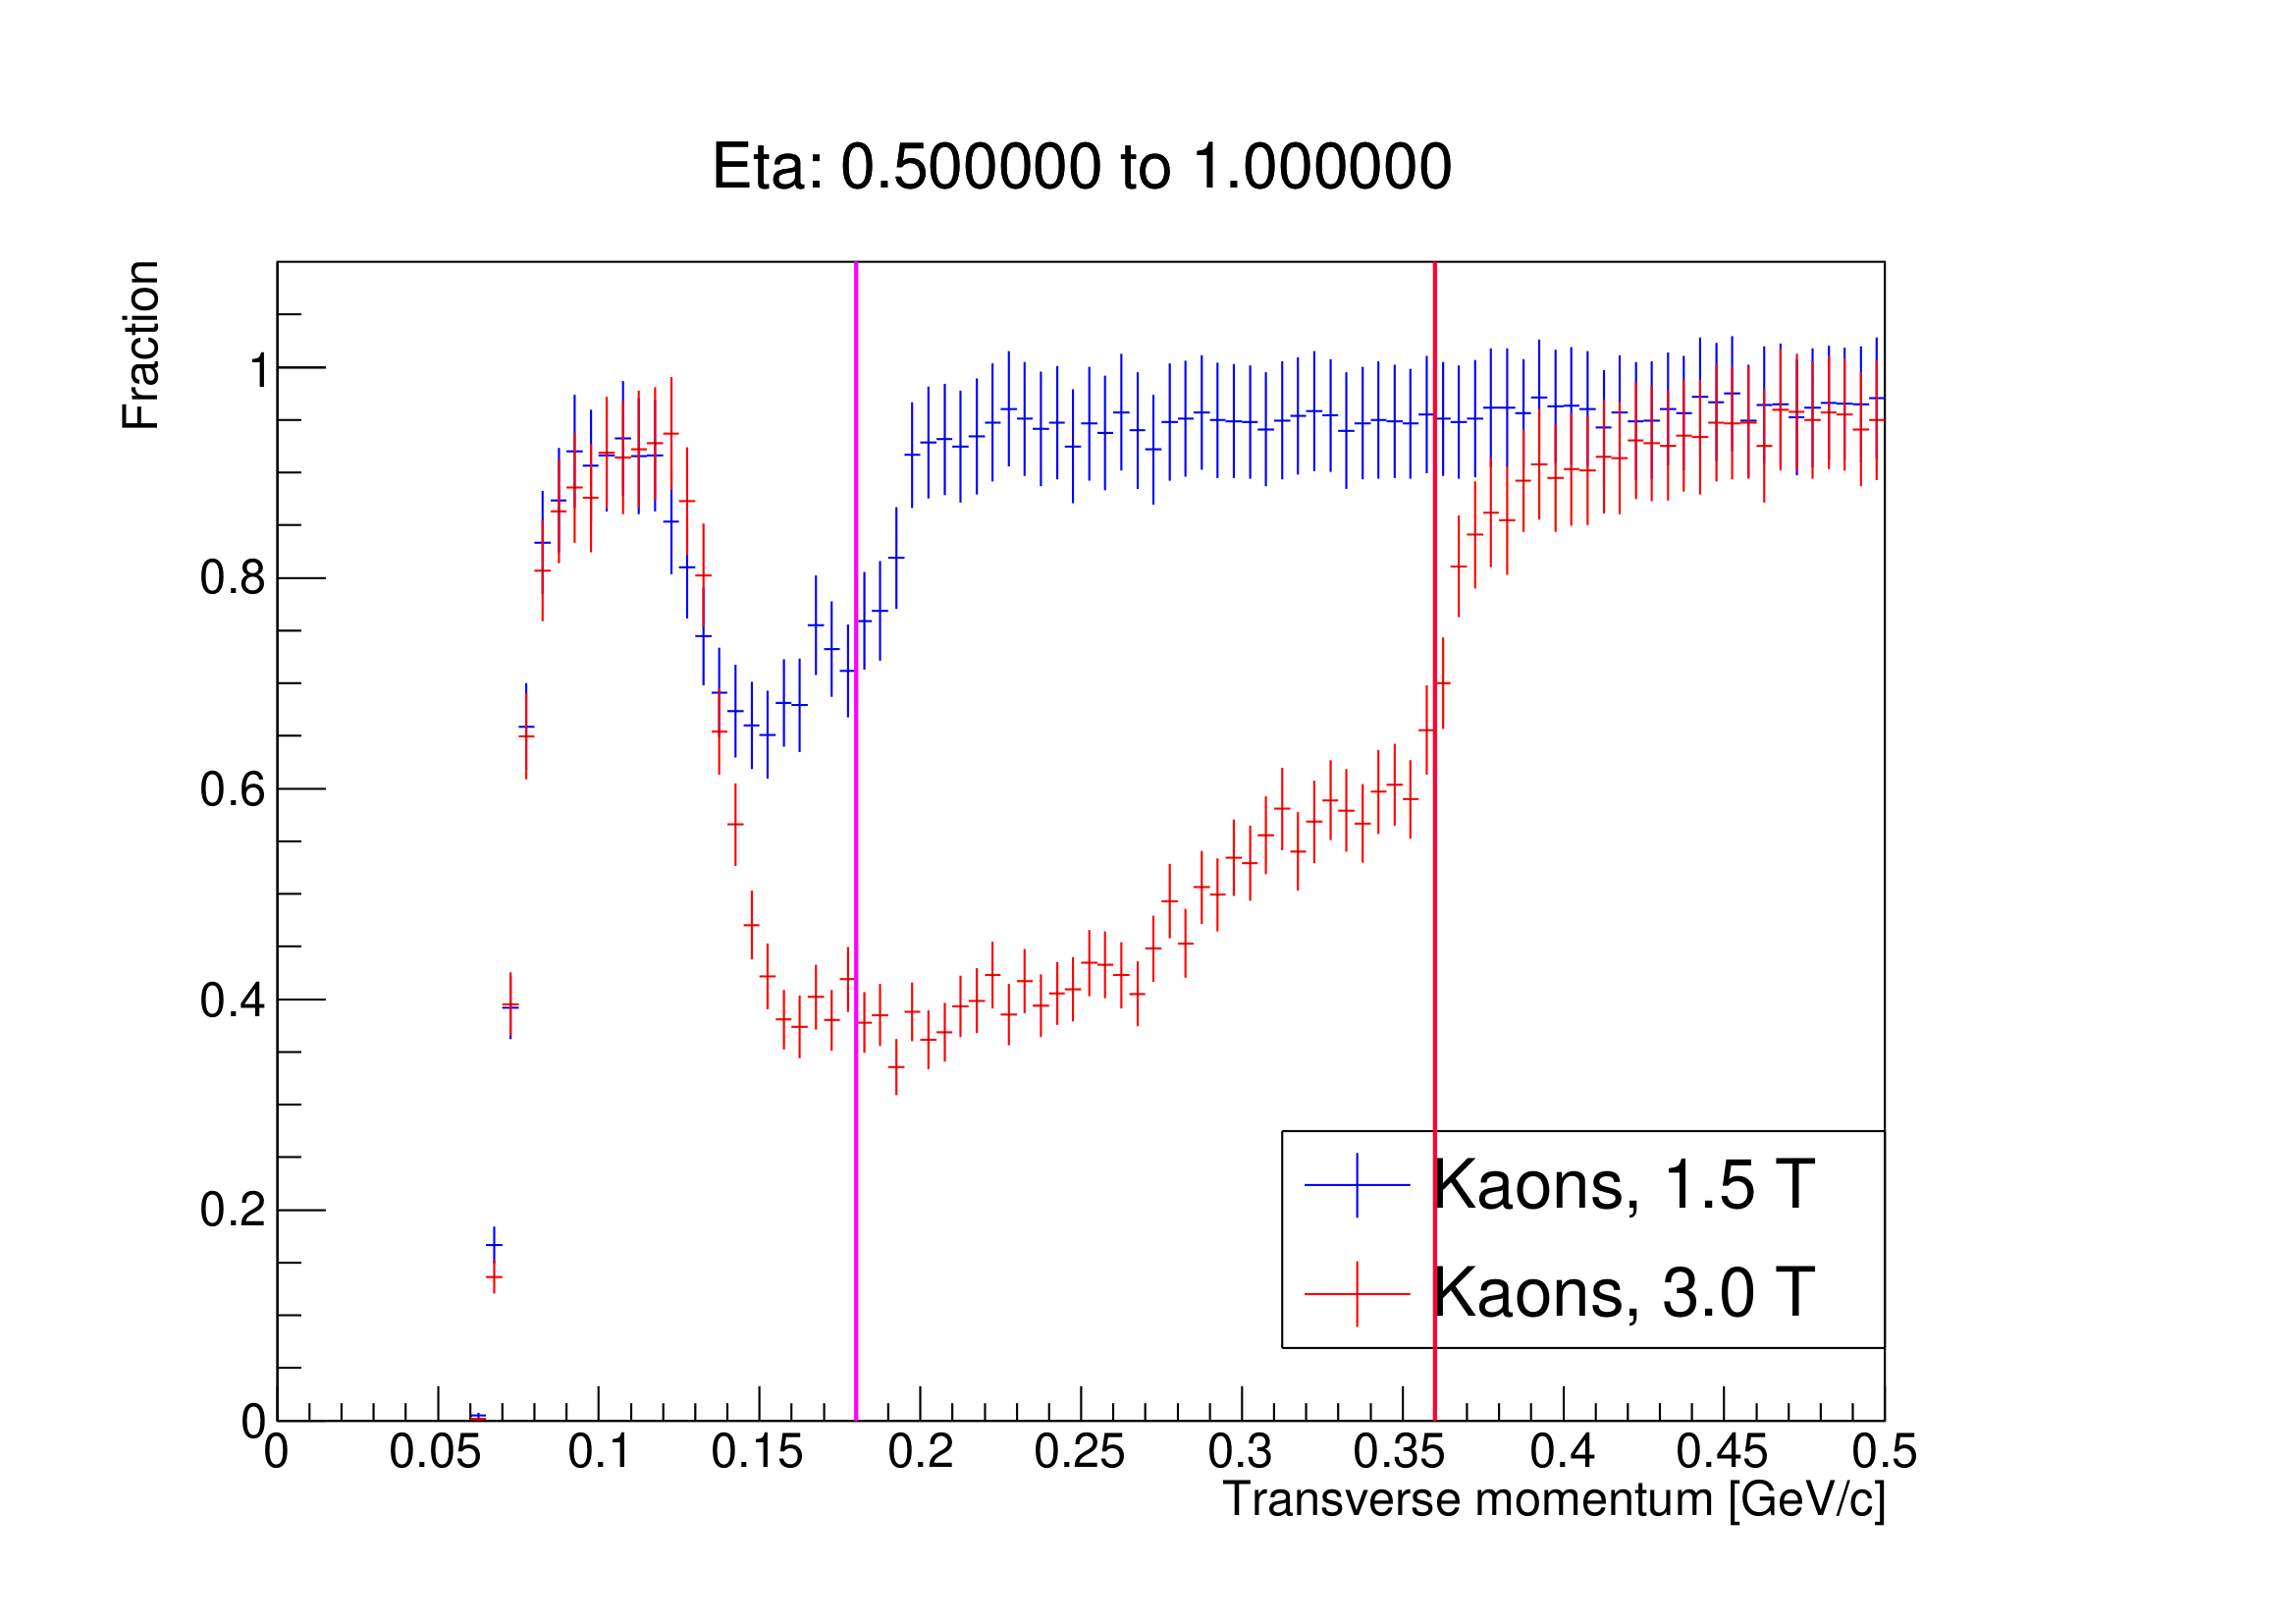 Eta: 0.500000 to 1.000000
Fraction
1
0.8
0.6
0.4
0.2
0
Kaons, 1.5 T
Kaons, 3.0 T
0 0.05 0.1 0.15 0.2 0.25 0.3 0.35 0.4 0.45 0.5
Transverse momentum [GeV/c]